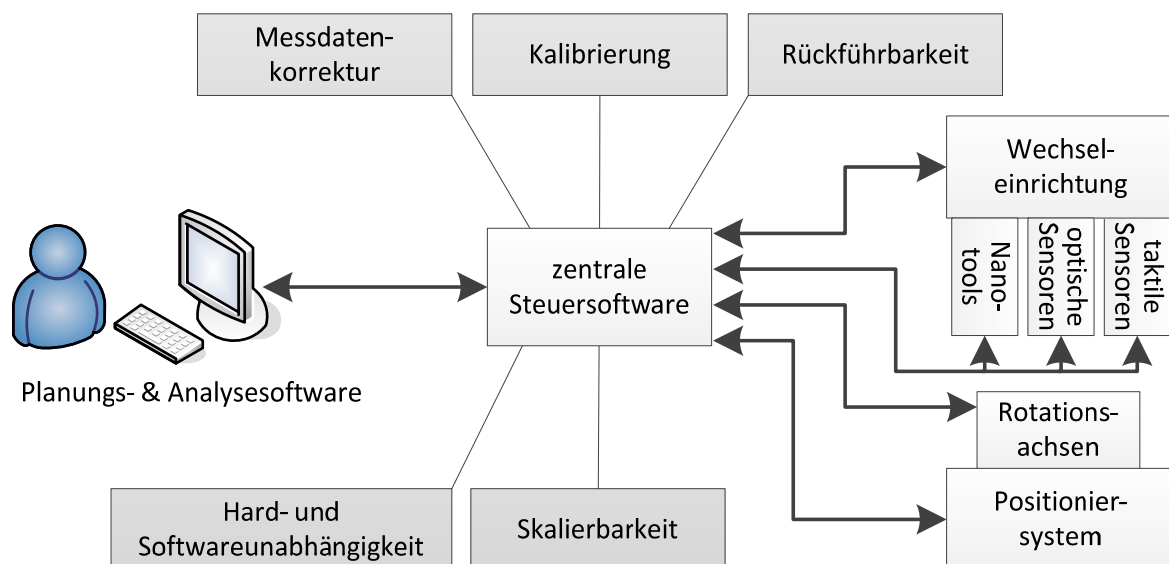 Messdaten-
korrektur
Kalibrierung
Rückführbarkeit
Wechsel-
einrichtung
Nano-
tools
optische
Sensoren
taktile
Sensoren
zentrale
Steuersoftware
Planungs- & Analysesoftware
Rotations-
achsen
Positionier-
system
Hard- und
Softwareunabhängigkeit
Skalierbarkeit